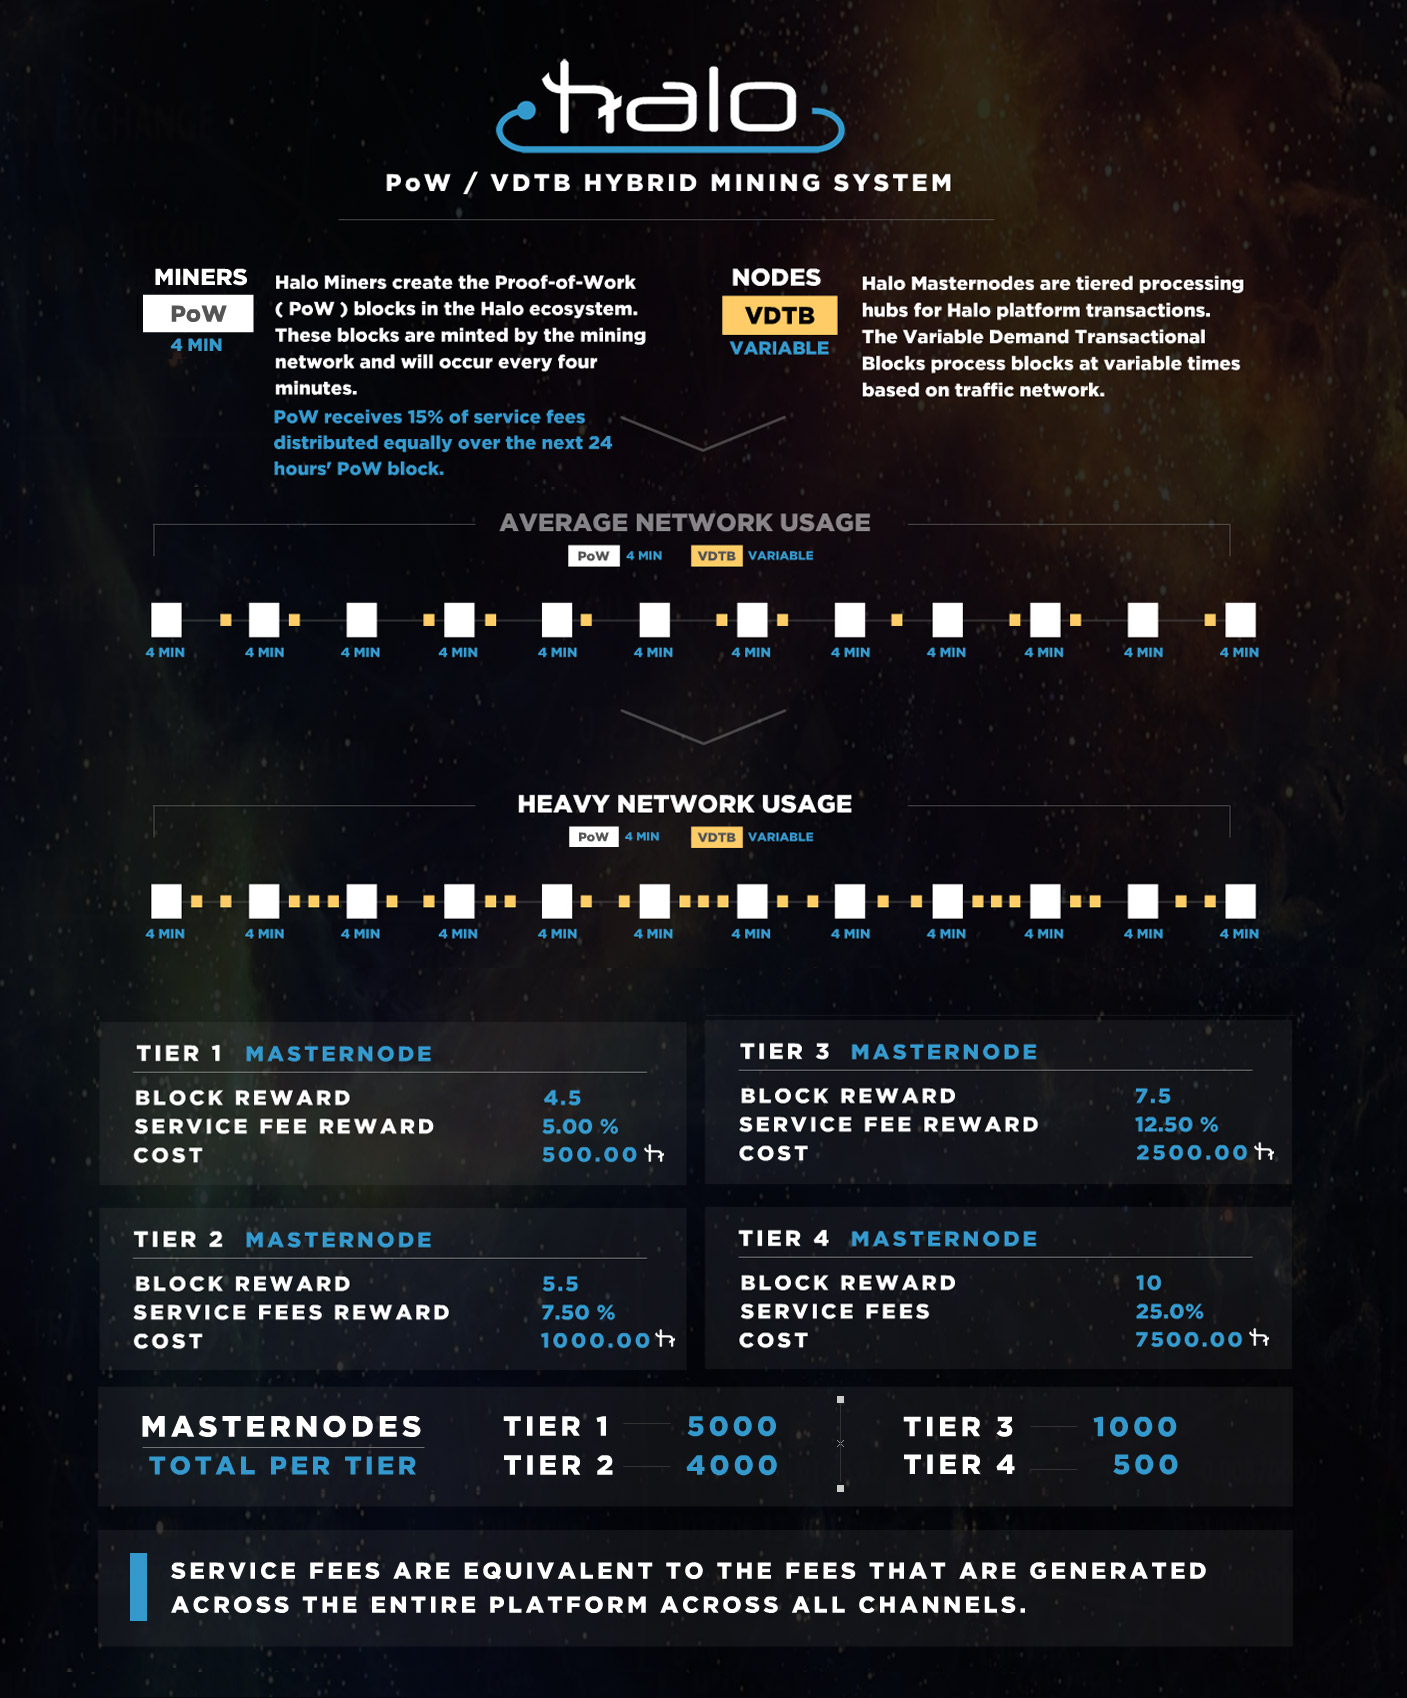 halo
PoW / VDTB HYBRID MINING SYSTEM
MINERS
PoW
4 MIN
Halo Miners create the Proof-of-Work
( PoW ) blocks in the Halo ecosystem.
These blocks are minted by the mining
network and will occur every four
minutes.
PoW receives 15% of service fees
distributed equally over the next 24
hours' PoW block.
NODES
VDTB
VARIABLE
Halo Masternodes are tiered processing
hubs for Halo platform transactions.
The Variable Demand Transactional
Blocks process blocks at variable times
based on traffic network.
AVERAGE NETWORK USAGE
PoW 4 MIN VDTB VARIABLE
4 MIN 4 MIN 4 MIN 4 MIN 4 MIN 4 MIN 4 MIN 4 MIN 4 MIN 4 MIN 4 MIN 4 MIN
HEAVY NETWORK USAGE
PoW 4 MIN VDTB VARIABLE
4 MIN 4 MIN 4 MIN 4 MIN 4 MIN 4 MIN 4 MIN 4 MIN 4 MIN 4 MIN 4 MIN 4 MIN
TIER 1 MASTERNODE
BLOCK REWARD 4.5
SERVICE FEE REWARD 5.00 %
COST 500.00
TIER 3 MASTERNODE
BLOCK REWARD 7.5
SERVICE FEE REWARD 12.50 %
COST 2500.00
TIER 2 MASTERNODE
BLOCK REWARD 5.5
SERVICE FEES REWARD 7.50 %
COST 1000.00
TIER 4 MASTERNODE
BLOCK REWARD 10
SERVICE FEES 25.0%
COST 7500.00
MASTERNODES
TOTAL PER TIER
TIER 1 5000
TIER 2 4000
TIER 3 1000
TIER 4 500
SERVICE FEES ARE EQUIVALENT TO THE FEES THAT ARE GENERATED
ACROSS THE ENTIRE PLATFORM ACROSS ALL CHANNELS.